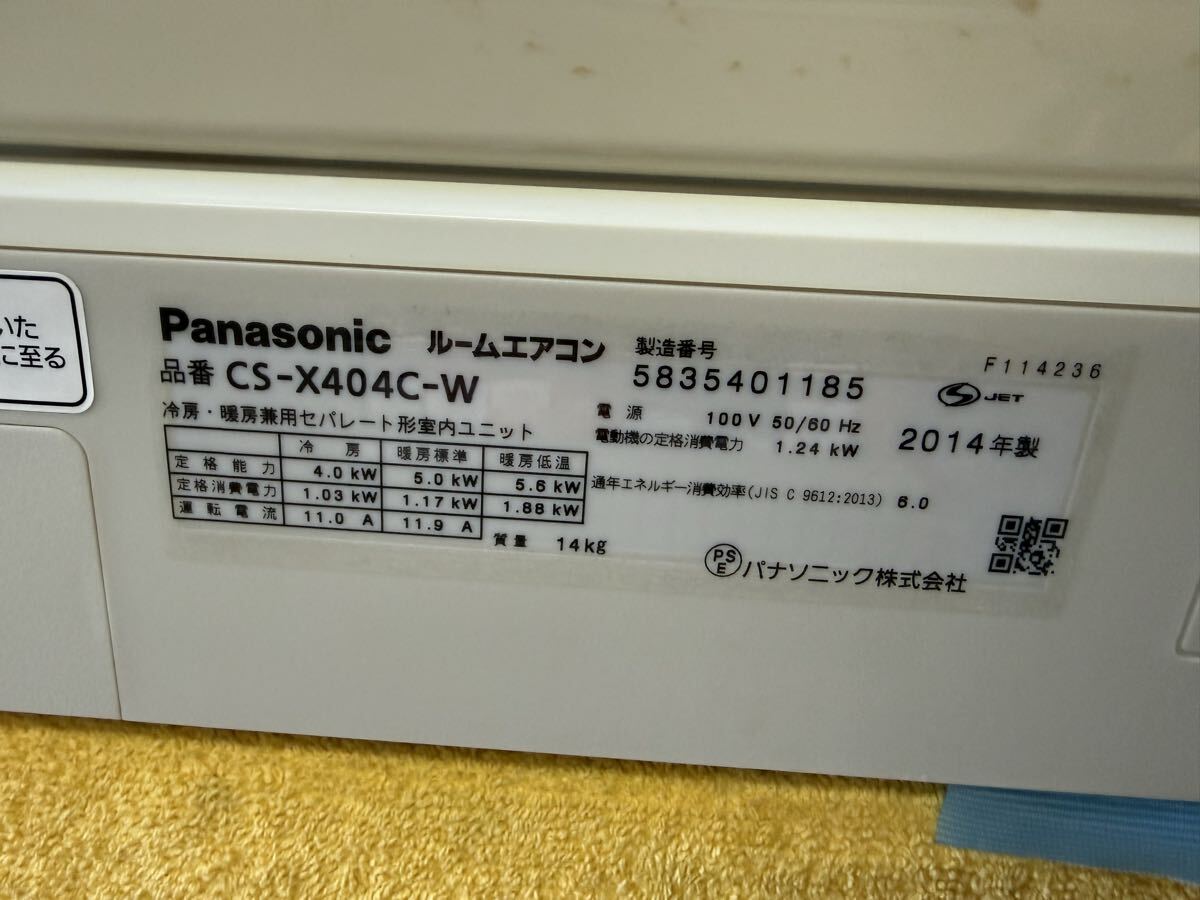 いた
に至る
Panasonic ルームエアコン
品番 CS-X404C-W
冷房・暖房兼用セパレート形室内ユニット
冷房 暖房標準 暖房低温
定格能力 4.0 kW 5.0 kW 5.6 kW
定格消費電力 1.03 kW 1.17 kW 1.88 kW
運転電流 11.0 A 11.9 A
質量 14kg
製造番号
5835401185
電源 100V 50/60 Hz
電動機の定格消費電力 1.24 kW
通年エネルギー消費効率(JIS C 9612:2013) 6.0
F114236
S JET
2014年製
PSE パナソニック株式会社